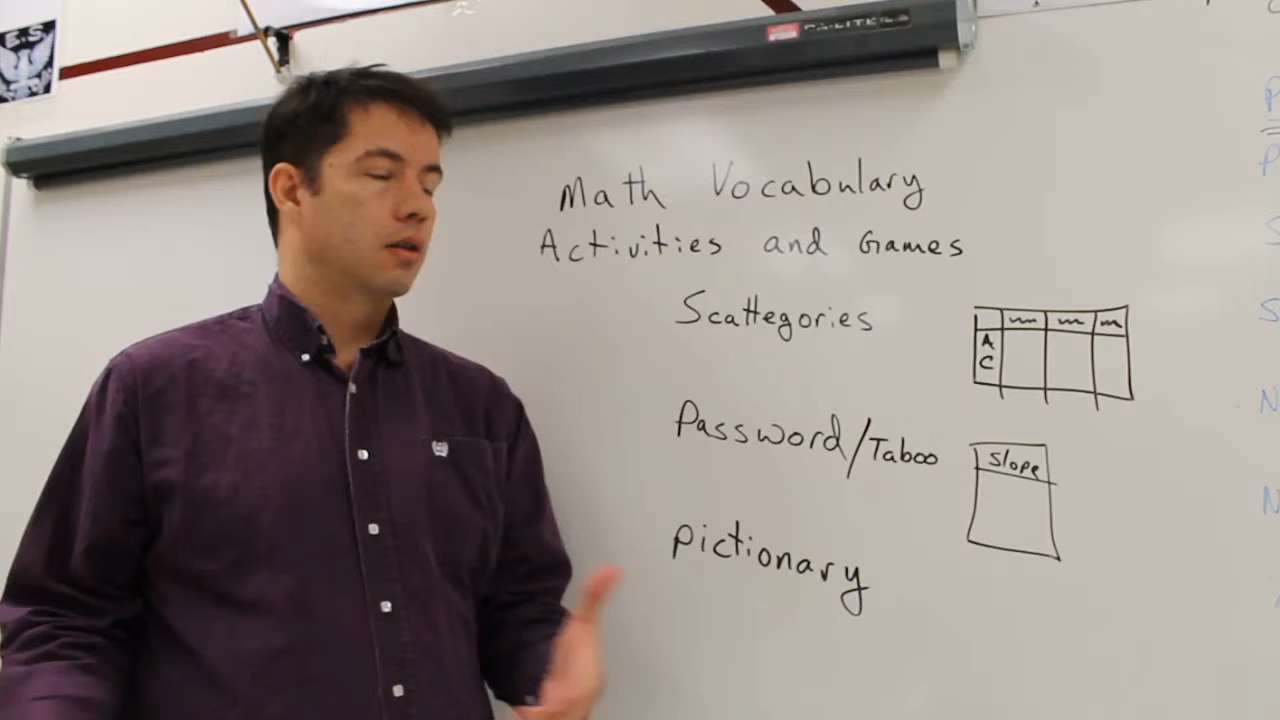 E.S.
Math Vocabulary
Activities and Games
Scattegories
A
C
Password/Taboo
Slope
Pictionary